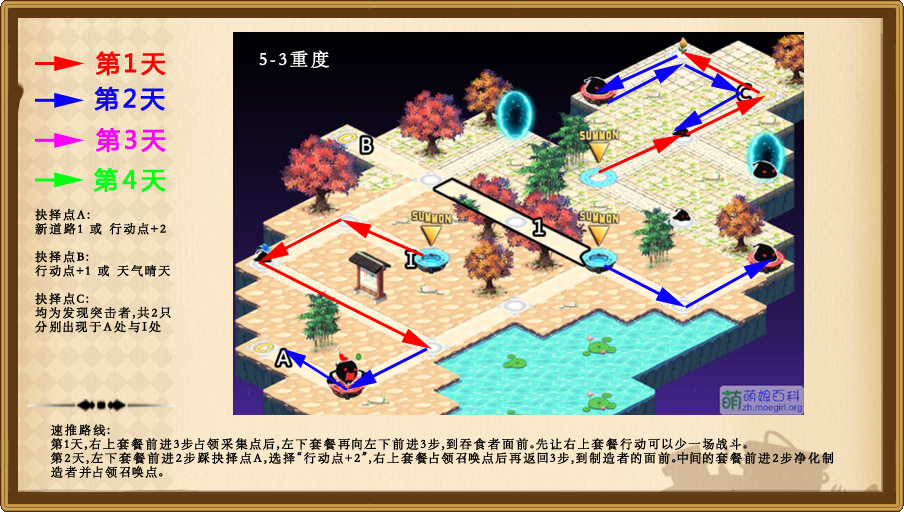 第1天
第2天
第3天
第4天
抉择点A:
新道路1 或 行动点+2
抉择点B:
行动点+1 或 天气晴天
抉择点C:
均为发现突击者,共2只
分别出现于A处与I处
5-3重度
SUMMON
B
C
SUMMON
SUMMON
1
I
A
萌娘百科
zh.moegirl.org
速推路线:
第1天,右上套餐前进3步占领采集点后,左下套餐再向左下前进3步,到吞食者面前。先让右上套餐行动可以少一场战斗。
第2天,左下套餐前进2步踩抉择点A,选择“行动点+2”,右上套餐占领召唤点后再返回3步,到制造者的面前。中间的套餐前进2步净化制
造者并占领召唤点。